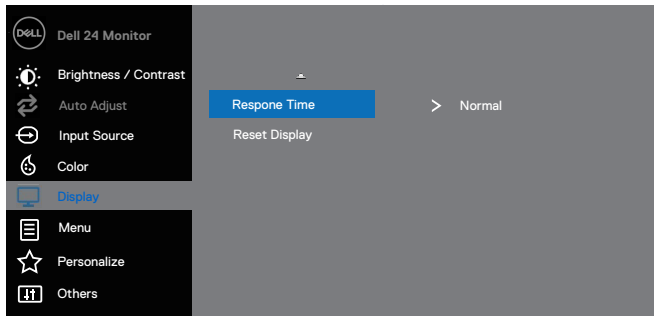 DELL
Dell 24 Monitor
Brightness / Contrast
Auto Adjust
Input Source
Color
Display
Menu
Personalize
Others
Respone Time > Normal
Reset Display